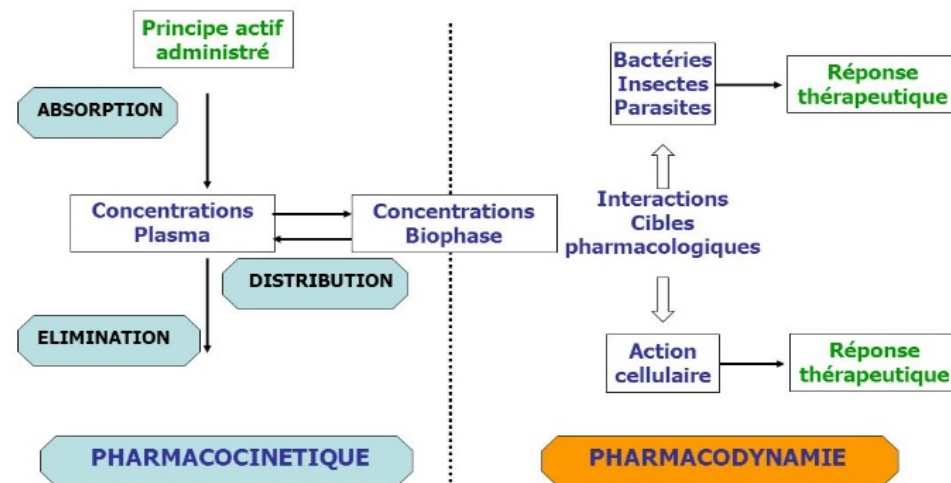 Principe actif
administré
ABSORPTION
Concentrations
Plasma
Concentrations
Biophase
DISTRIBUTION
ELIMINATION
PHARMACOCINETIQUE
Bactéries
Insectes
Parasites
Réponse
thérapeutique
Interactions
Cibles
pharmacologiques
Action
cellulaire
Réponse
thérapeutique
PHARMACODYNAMIE